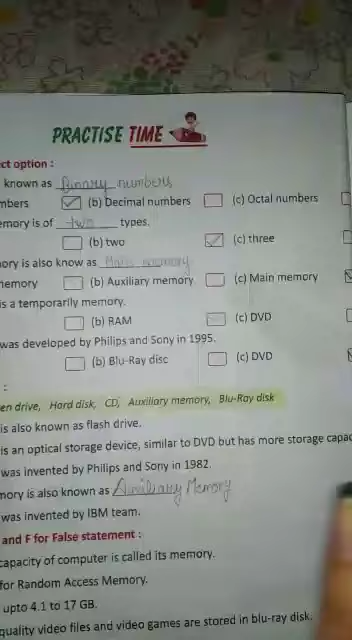 PRACTISE TIME
ect option :
known as Binary numbers
mbers (b) Decimal numbers (c) Octal numbers
emory is of two types.
(b) two (c) three
ory is also know as Main memory
emory (b) Auxiliary memory (c) Main memory
is a temporarily memory.
(b) RAM (c) DVD
was developed by Philips and Sony in 1995.
(b) Blu-Ray disc (c) DVD
:
en drive, Hard disk, CD, Auxiliary memory, Blu-Ray disk
is also known as flash drive.
is an optical storage device, similar to DVD but has more storage capac
was invented by Philips and Sony in 1982.
mory is also known as Auxiliary Memory
was invented by IBM team.
and F for False statement :
capacity of computer is called its memory.
for Random Access Memory.
upto 4.1 to 17 GB.
quality video files and video games are stored in blu-ray disk.